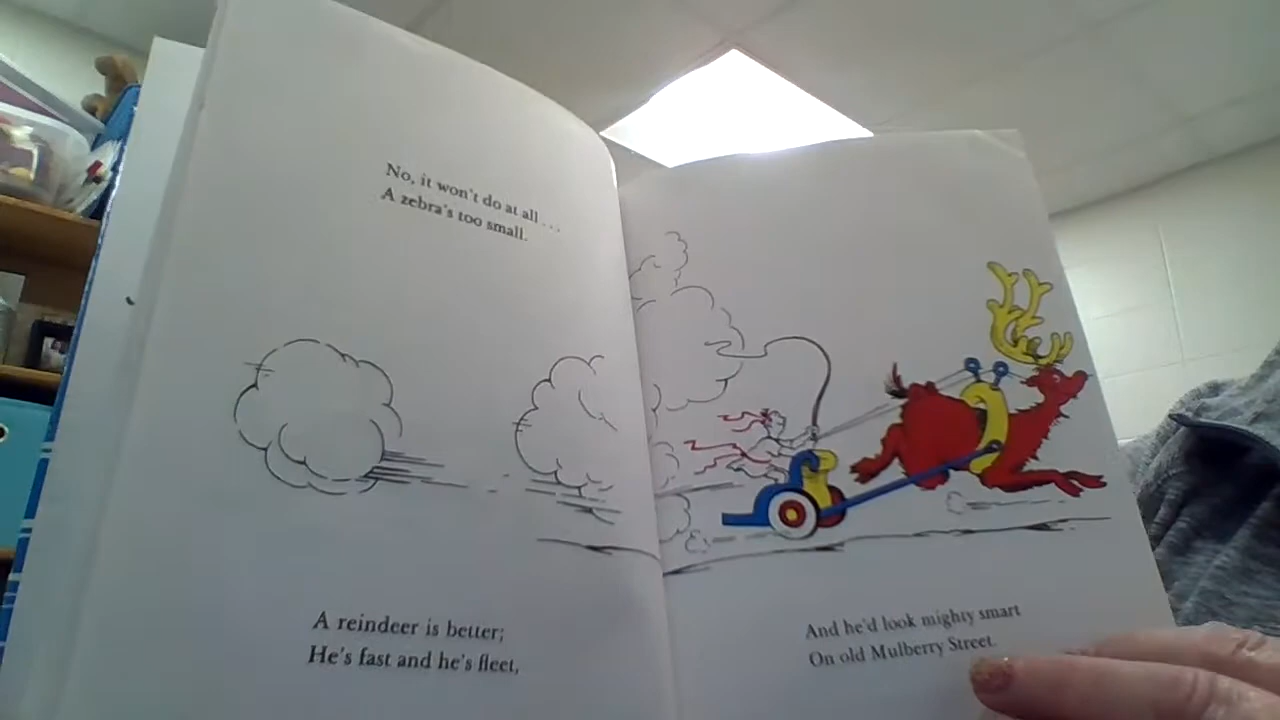 No, it won't do at all . . .
A zebra's too small.
A reindeer is better;
He's fast and he's fleet,
And he'd look mighty smart
On old Mulberry Street.